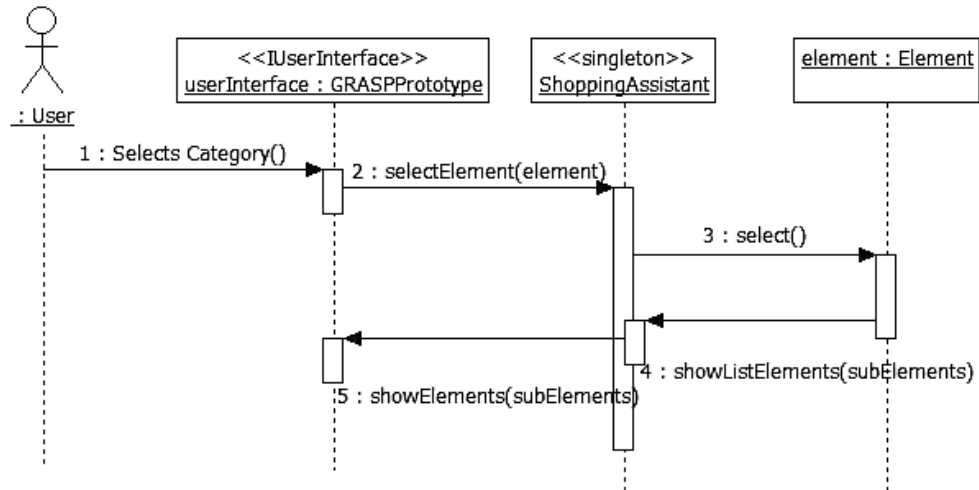 <<IUserInterface>>
userInterface : GRASPPrototype
<<singleton>>
ShoppingAssistant
element : Element
: User
1 : Selects Category()
2 : selectElement(element)
3 : select()
4 : showListElements(subElements)
5 : showElements(subElements)